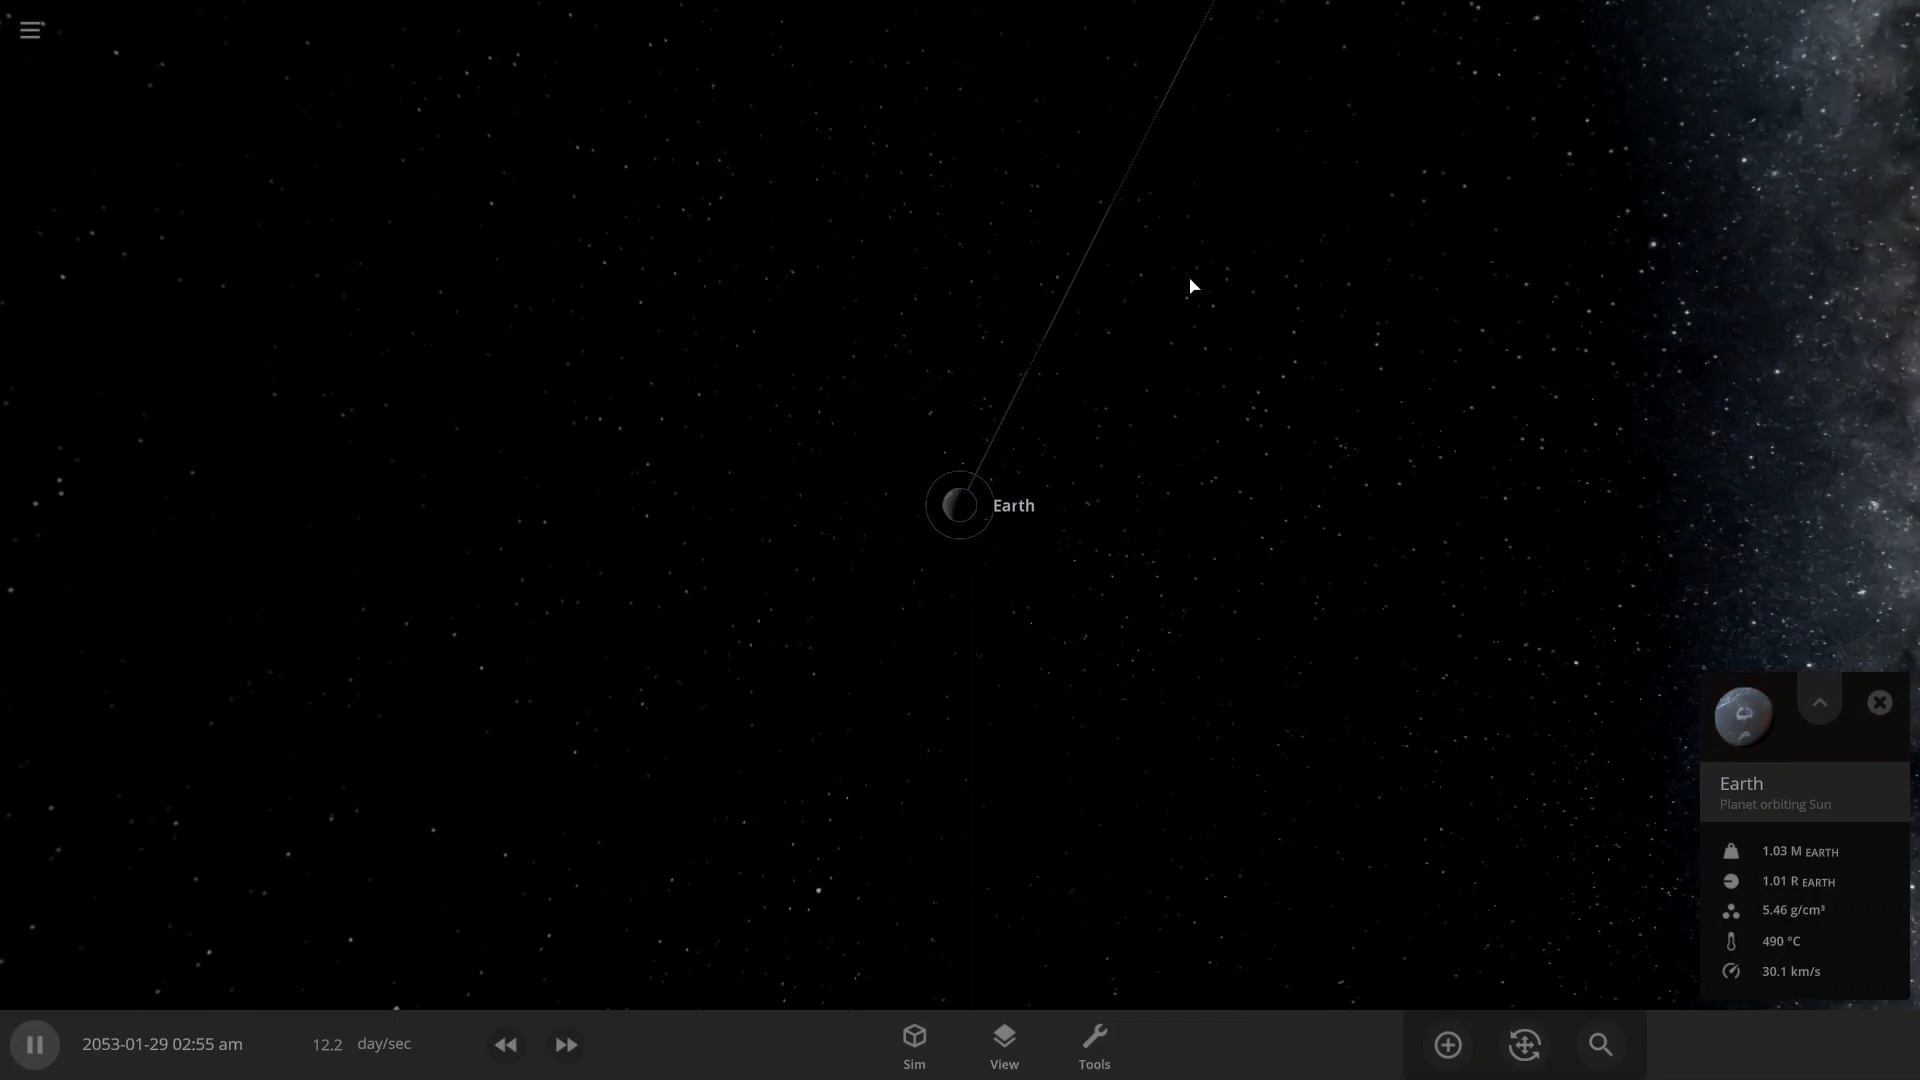 Earth
Earth
Planet orbiting Sun
1.03 M EARTH
1.01 R EARTH
5.46 g/cm³
490 °C
30.1 km/s
2053-01-29 02:55 am
12.2 day/sec
Sim
View
Tools